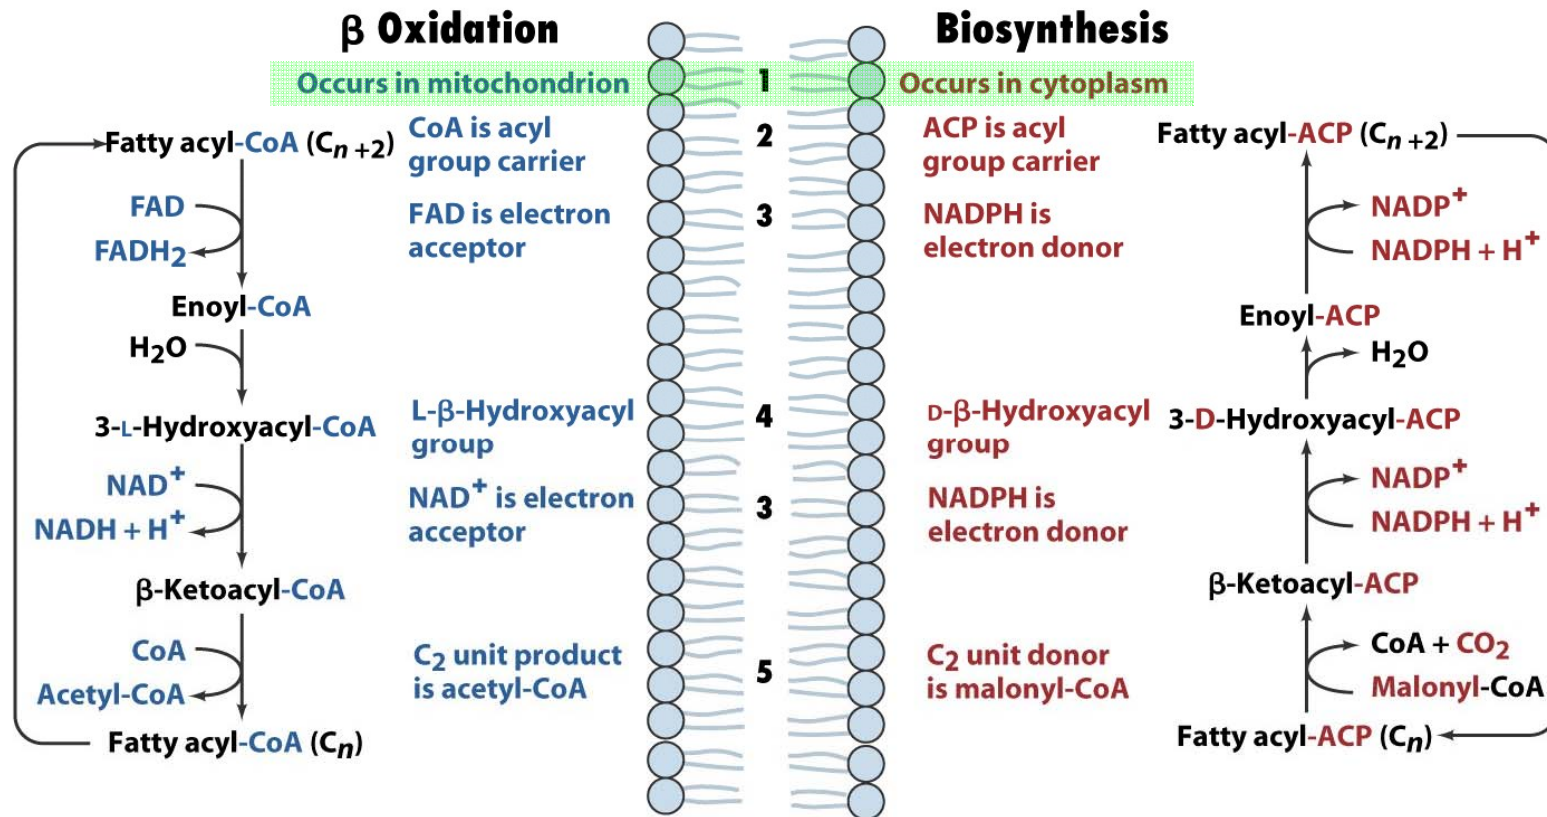 β Oxidation
Biosynthesis
Occurs in mitochondrion
1
Occurs in cytoplasm
Fatty acyl-CoA (Cn+2)
CoA is acyl
group carrier
2
ACP is acyl
group carrier
Fatty acyl-ACP (Cn+2)
FAD
FADH2
FAD is electron
acceptor
3
NADPH is
electron donor
NADP+
NADPH + H+
Enoyl-CoA
Enoyl-ACP
H2O
H2O
3-L-Hydroxyacyl-CoA
L-β-Hydroxyacyl
group
4
D-β-Hydroxyacyl
group
3-D-Hydroxyacyl-ACP
NAD+
NADH + H+
NAD+ is electron
acceptor
3
NADPH is
electron donor
NADP+
NADPH + H+
β-Ketoacyl-CoA
β-Ketoacyl-ACP
CoA
Acetyl-CoA
C2 unit product
is acetyl-CoA
5
C2 unit donor
is malonyl-CoA
CoA + CO2
Malonyl-CoA
Fatty acyl-CoA (Cn)
Fatty acyl-ACP (Cn)